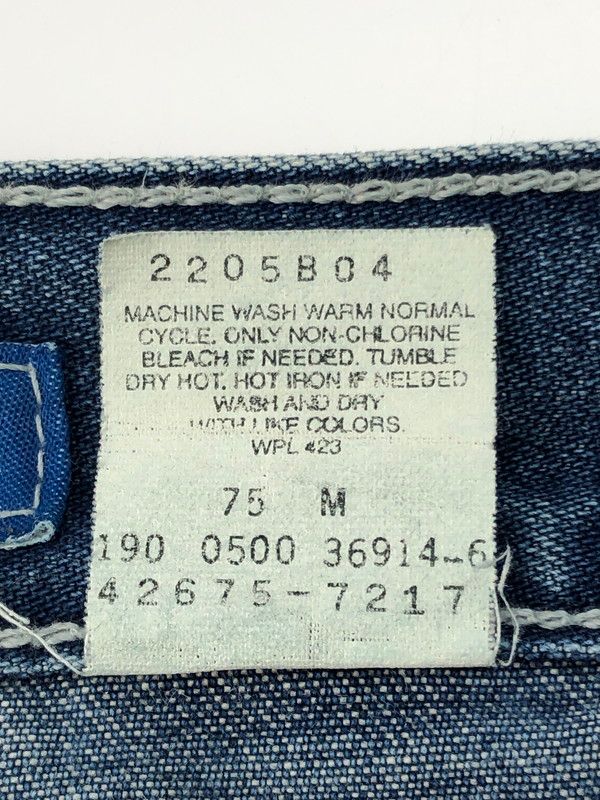 2205B04
MACHINE WASH WARM NORMAL
CYCLE. ONLY NON-CHLORINE
BLEACH IF NEEDED. TUMBLE
DRY HOT. HOT IRON IF NEEDED
WASH AND DRY
WITH LIKE COLORS.
WPL 423
75 M
190 0500 36914-6
42675-7217